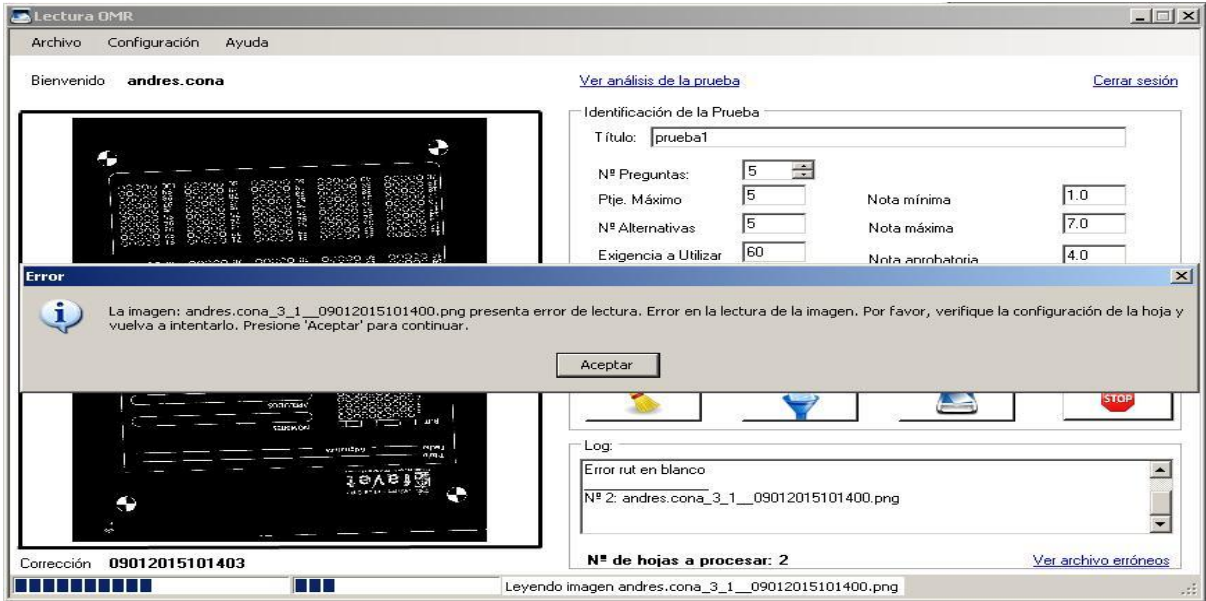 Lectura OMR
Archivo Configuración Ayuda
Bienvenido andres.cona
Ver análisis de la prueba
Cerrar sesión
Identificación de la Prueba
Título: prueba1
Nº Preguntas: 5
Ptje. Máximo 5 Nota mínima 1.0
Nº Alternativas 5 Nota máxima 7.0
Exigencia a Utilizar 60 Nota aprobatoria 4.0
Error
La imagen: andres.cona_3_1__09012015101400.png presenta error de lectura. Error en la lectura de la imagen. Por favor, verifique la configuración de la hoja y
vuelva a intentarlo. Presione 'Aceptar' para continuar.
Aceptar
STOP
APELLIDOS
NOMBRES
RUT
faVet
Log:
Error rut en blanco
Nº 2: andres.cona_3_1__09012015101400.png
Nº de hojas a procesar: 2
Ver archivo erróneos
Corrección 09012015101403
Leyendo imagen andres.cona_3_1__09012015101400.png